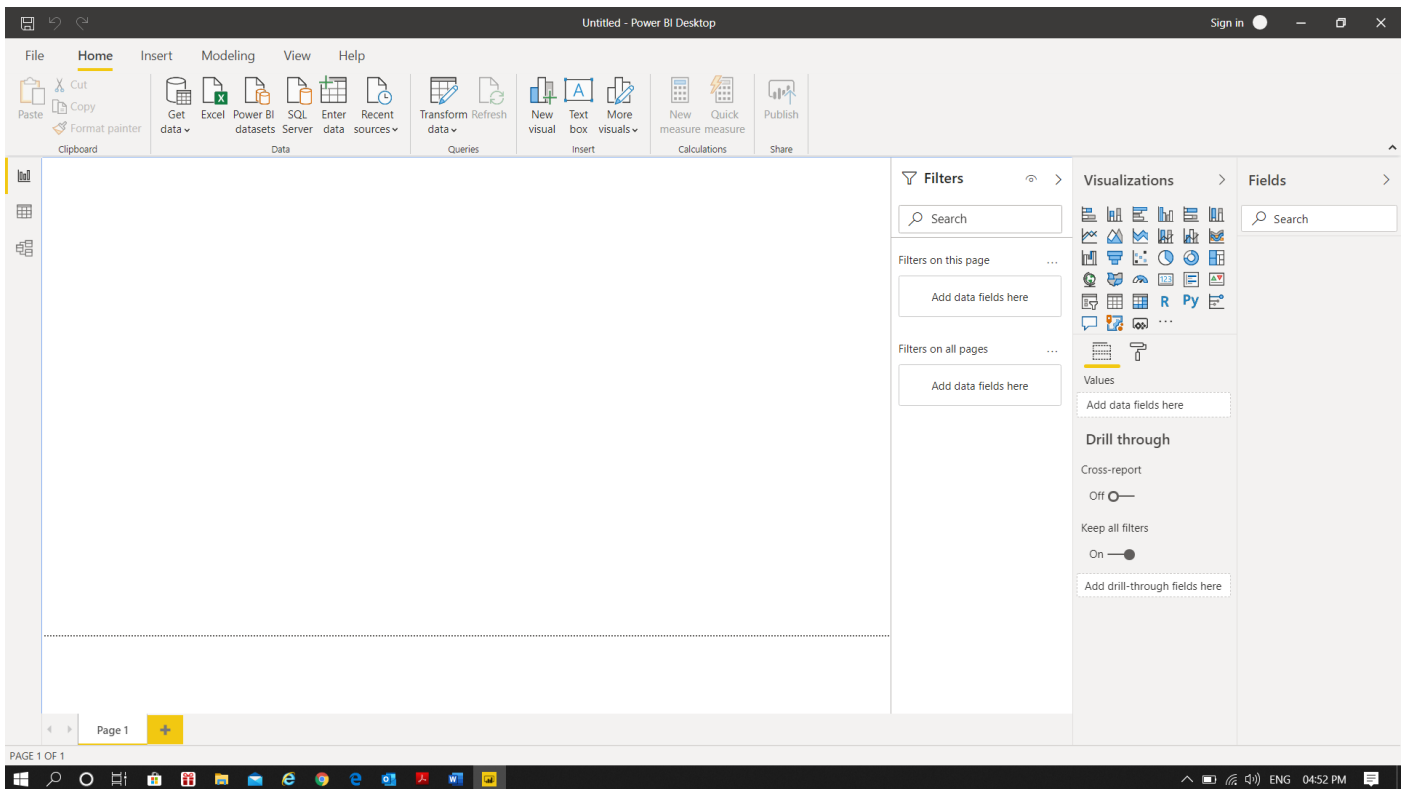 Untitled - Power BI Desktop
Sign in
File Home Insert Modeling View Help
Paste
Cut
Copy
Format painter
Clipboard
Get data
Excel
Power BI datasets
SQL Server
Enter data
Recent sources
Data
Transform data
Refresh
Queries
New visual
Text box
More visuals
Insert
New measure
Quick measure
Calculations
Publish
Share
Filters
Search
Filters on this page ...
Add data fields here
Filters on all pages ...
Add data fields here
Visualizations
123
R Py
...
Values
Add data fields here
Drill through
Cross-report
Off
Keep all filters
On
Add drill-through fields here
Fields
Search
Page 1
PAGE 1 OF 1
ENG 04:52 PM